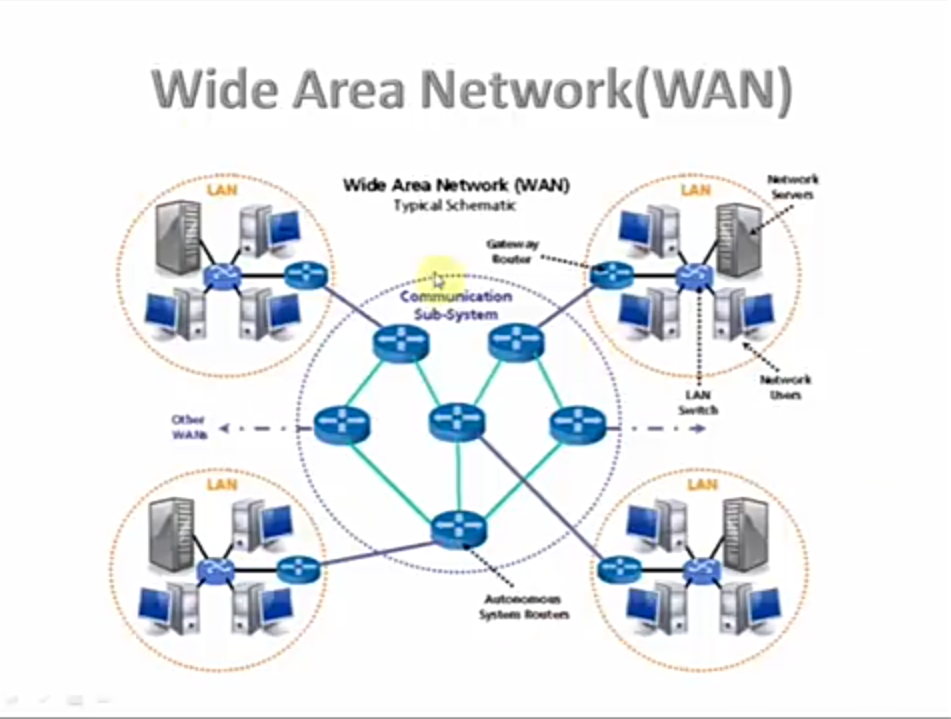 Wide Area Network(WAN)
LAN
Wide Area Network (WAN)
Typical Schematic
LAN
Network
Servers
Gateway
Router
Communication
Sub-System
Network
Users
LAN
Switch
Other
WANs
LAN
LAN
Autonomous
System Routers